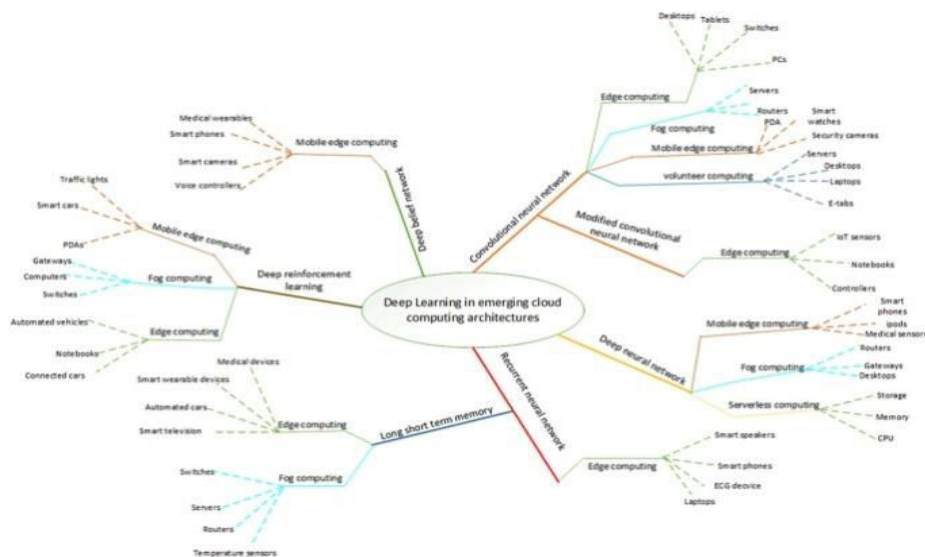 Deep Learning in emerging cloud
computing architectures
Convolutional neural network
Edge computing
Desktops
Tablets
Switches
PCs
Fog computing
Servers
Routers
Mobile edge computing
PDA
Smart
watches
Security cameras
volunteer computing
Servers
Desktops
Laptops
E-tabs
Modified convolutional
neural network
Edge computing
IoT sensors
Notebooks
Controllers
Deep neural network
Mobile edge computing
Smart
phones
Ipods
Medical sensors
Fog computing
Routers
Gateways
Desktops
Serverless computing
Storage
Memory
CPU
Recurrent neural
network
Edge computing
Smart speakers
Smart phones
ECG deovice
Laptops
Long short term memory
Edge computing
Medical devices
Smart wearable devices
Automated cars
Smart television
Fog computing
Switches
Servers
Routers
Temperature sensors
Deep reinforcement
learning
Mobile edge computing
Traffic lights
Smart cars
PDAs
Fog computing
Gateways
Computers
Switches
Edge computing
Automated vehicles
Notebooks
Connected cars
Deep belief network
Mobile edge computing
Medical wearables
Smart phones
Smart cameras
Voice controllers